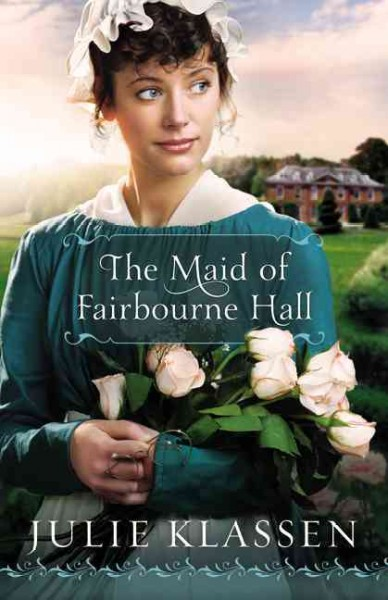 The Maid of
Fairbourne Hall
JULIE KLASSEN